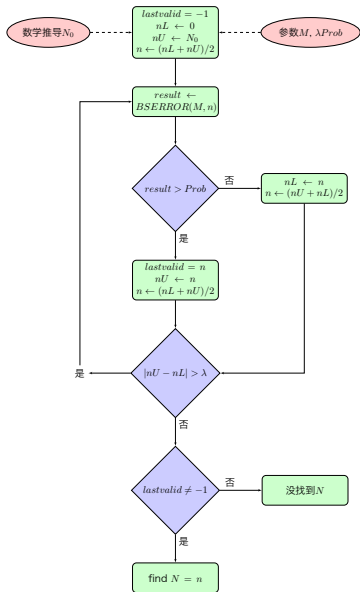 数学推导N₀
lastvalid = −1
nL ← 0
nU ← N₀
n ← (nL + nU)/2
参数M, λProb
result ←
BSERROR(M, n)
result > Prob
否
nL ← n
n ← (nU + nL)/2
是
lastvalid = n
nU ← n
n ← (nL + nU)/2
|nU − nL| > λ
是
否
lastvalid ≠ −1
否
没找到N
是
find N = n